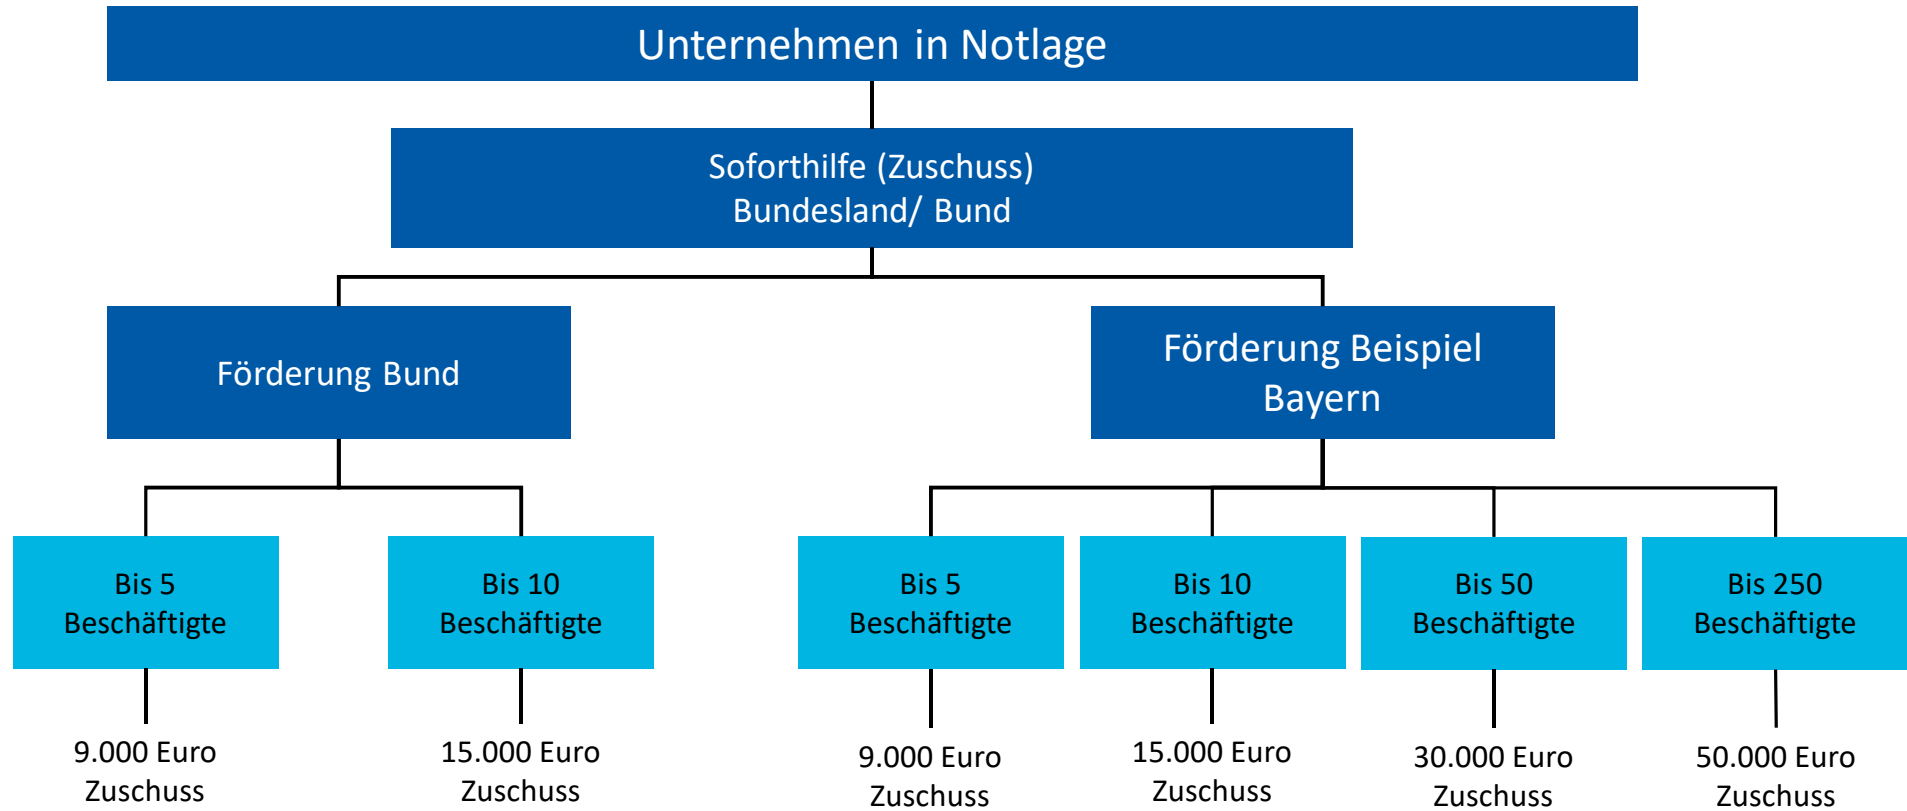 Unternehmen in Notlage
Soforthilfe (Zuschuss)
Bundesland/ Bund
Förderung Bund
Förderung Beispiel
Bayern
Bis 5
Beschäftigte
Bis 10
Beschäftigte
Bis 5
Beschäftigte
Bis 10
Beschäftigte
Bis 50
Beschäftigte
Bis 250
Beschäftigte
9.000 Euro
Zuschuss
15.000 Euro
Zuschuss
9.000 Euro
Zuschuss
15.000 Euro
Zuschuss
30.000 Euro
Zuschuss
50.000 Euro
Zuschuss